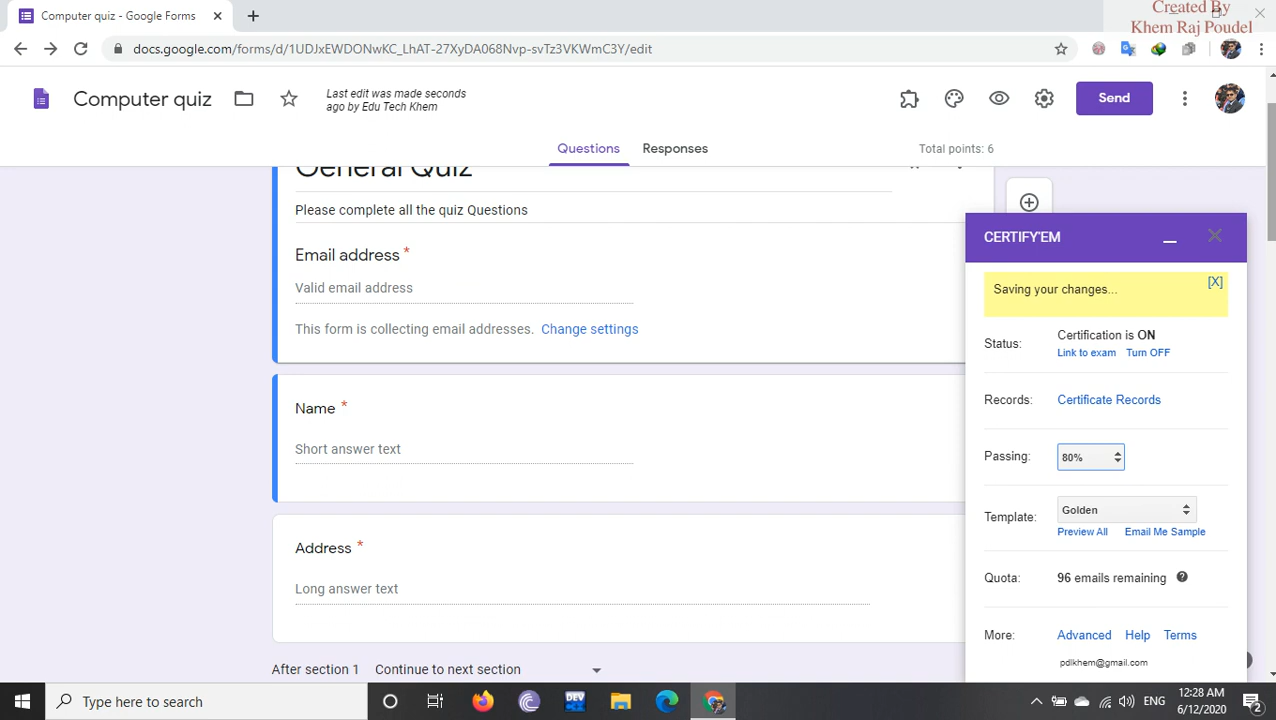 Computer quiz - Google Forms
Created By
Khem Raj Poudel
docs.google.com/forms/d/1UDJxEWDONwKC_LhAT-27XyDA068Nvp-svTz3VKWmC3Y/edit
Computer quiz
Last edit was made seconds
ago by Edu Tech Khem
Send
Questions
Responses
Total points: 6
General Quiz
Please complete all the quiz Questions
Email address *
Valid email address
This form is collecting email addresses. Change settings
Name *
Short answer text
Address *
Long answer text
After section 1 Continue to next section
CERTIFY'EM
Saving your changes...
[X]
Status:
Certification is ON
Link to exam Turn OFF
Records:
Certificate Records
Passing:
80%
Template:
Golden
Preview All Email Me Sample
Quota:
96 emails remaining
More:
Advanced Help Terms
pdlkhem@gmail.com
Type here to search
DEV
ENG
12:28 AM
6/12/2020
2